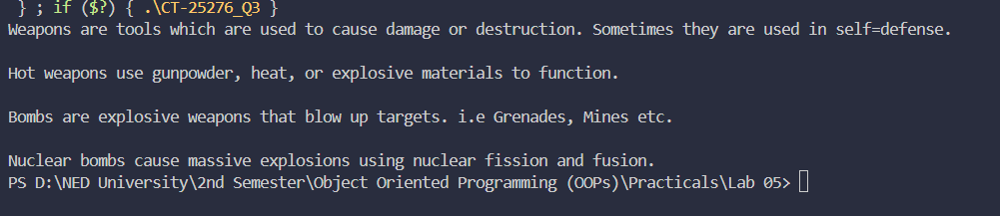 } ; if ($?) { .\CT-25276_Q3 }
Weapons are tools which are used to cause damage or destruction. Sometimes they are used in self=defense.
Hot weapons use gunpowder, heat, or explosive materials to function.
Bombs are explosive weapons that blow up targets. i.e Grenades, Mines etc.
Nuclear bombs cause massive explosions using nuclear fission and fusion.
PS D:\NED University\2nd Semester\Object Oriented Programming (OOPs)\Practicals\Lab 05>